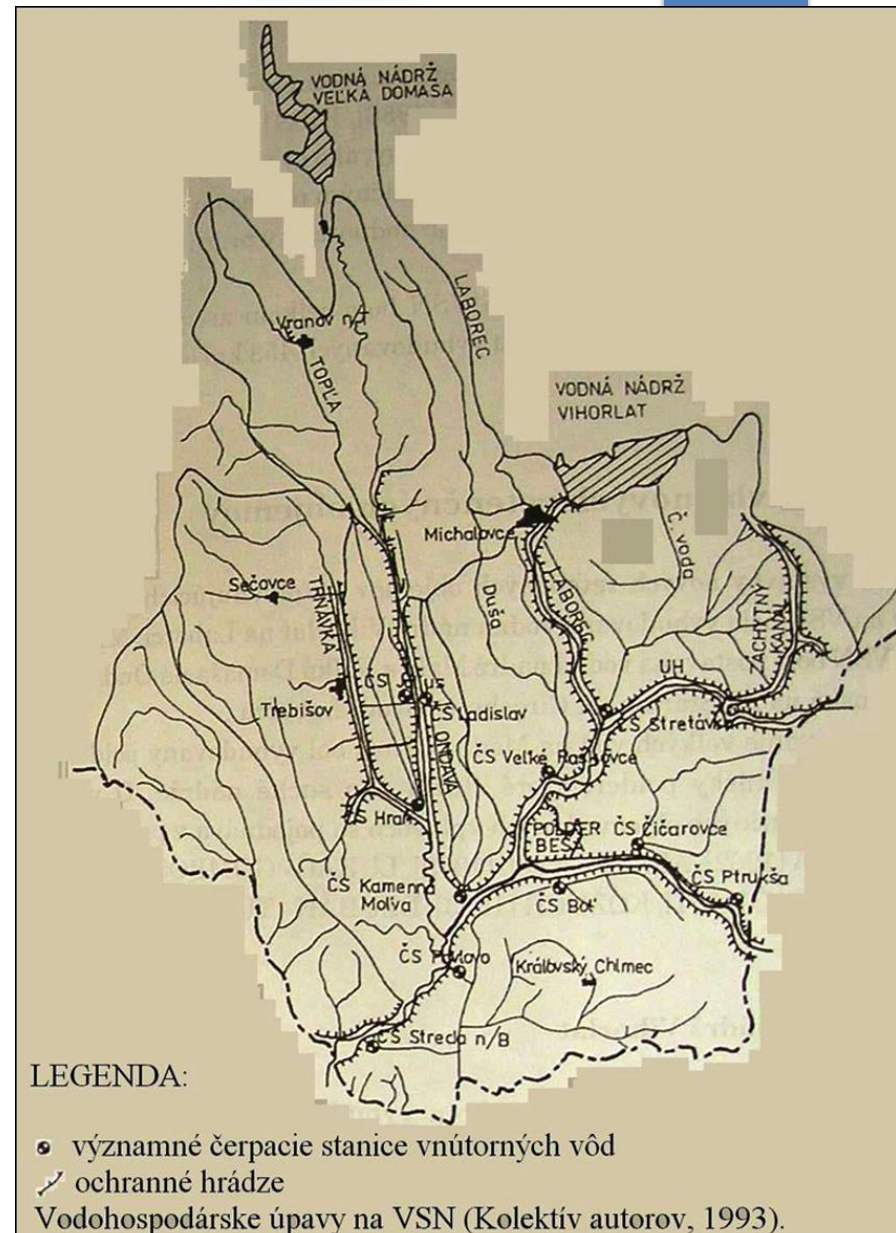 VODNÁ NÁDRŽ
VEĽKÁ DOMAŠA
LABOREC
Vranov n/T
TOPĽA
VODNÁ NÁDRŽ
VIHORLAT
Michalovce
Č. voda
Sečovce
TRNÁVKA
Duša
LABOREC
ZÁCHYTNÝ
KANÁL
UH
Trebišov
ČS
ČS Ladislav
ONDAVA
ČS Stretávka
ČS Veľké Raškovce
ČS Hraň
POLDER
BEŠA
ČS Čičarovce
ČS Ptrukša
ČS Kamenná
Moľva
ČS Boľ
ČS Pavlovo
Kráľovský Chlmec
ČS Streda n/B
LEGENDA:
významné čerpacie stanice vnútorných vôd
ochranné hrádze
Vodohospodárske úpavy na VSN (Kolektív autorov, 1993).